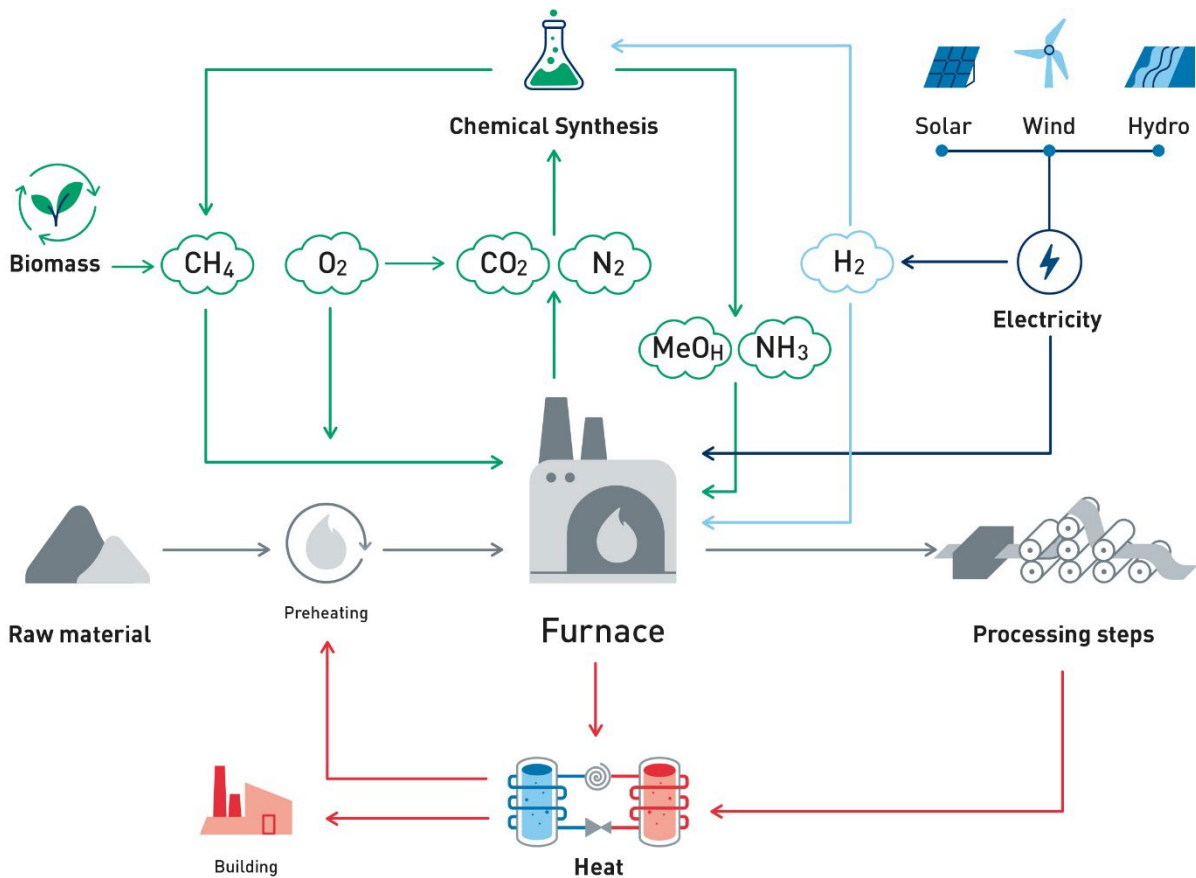 Chemical Synthesis
Solar
Wind
Hydro
Biomass
CH₄
O₂
CO₂
N₂
H₂
Electricity
MeOH
NH₃
Raw material
Preheating
Furnace
Processing steps
Building
Heat